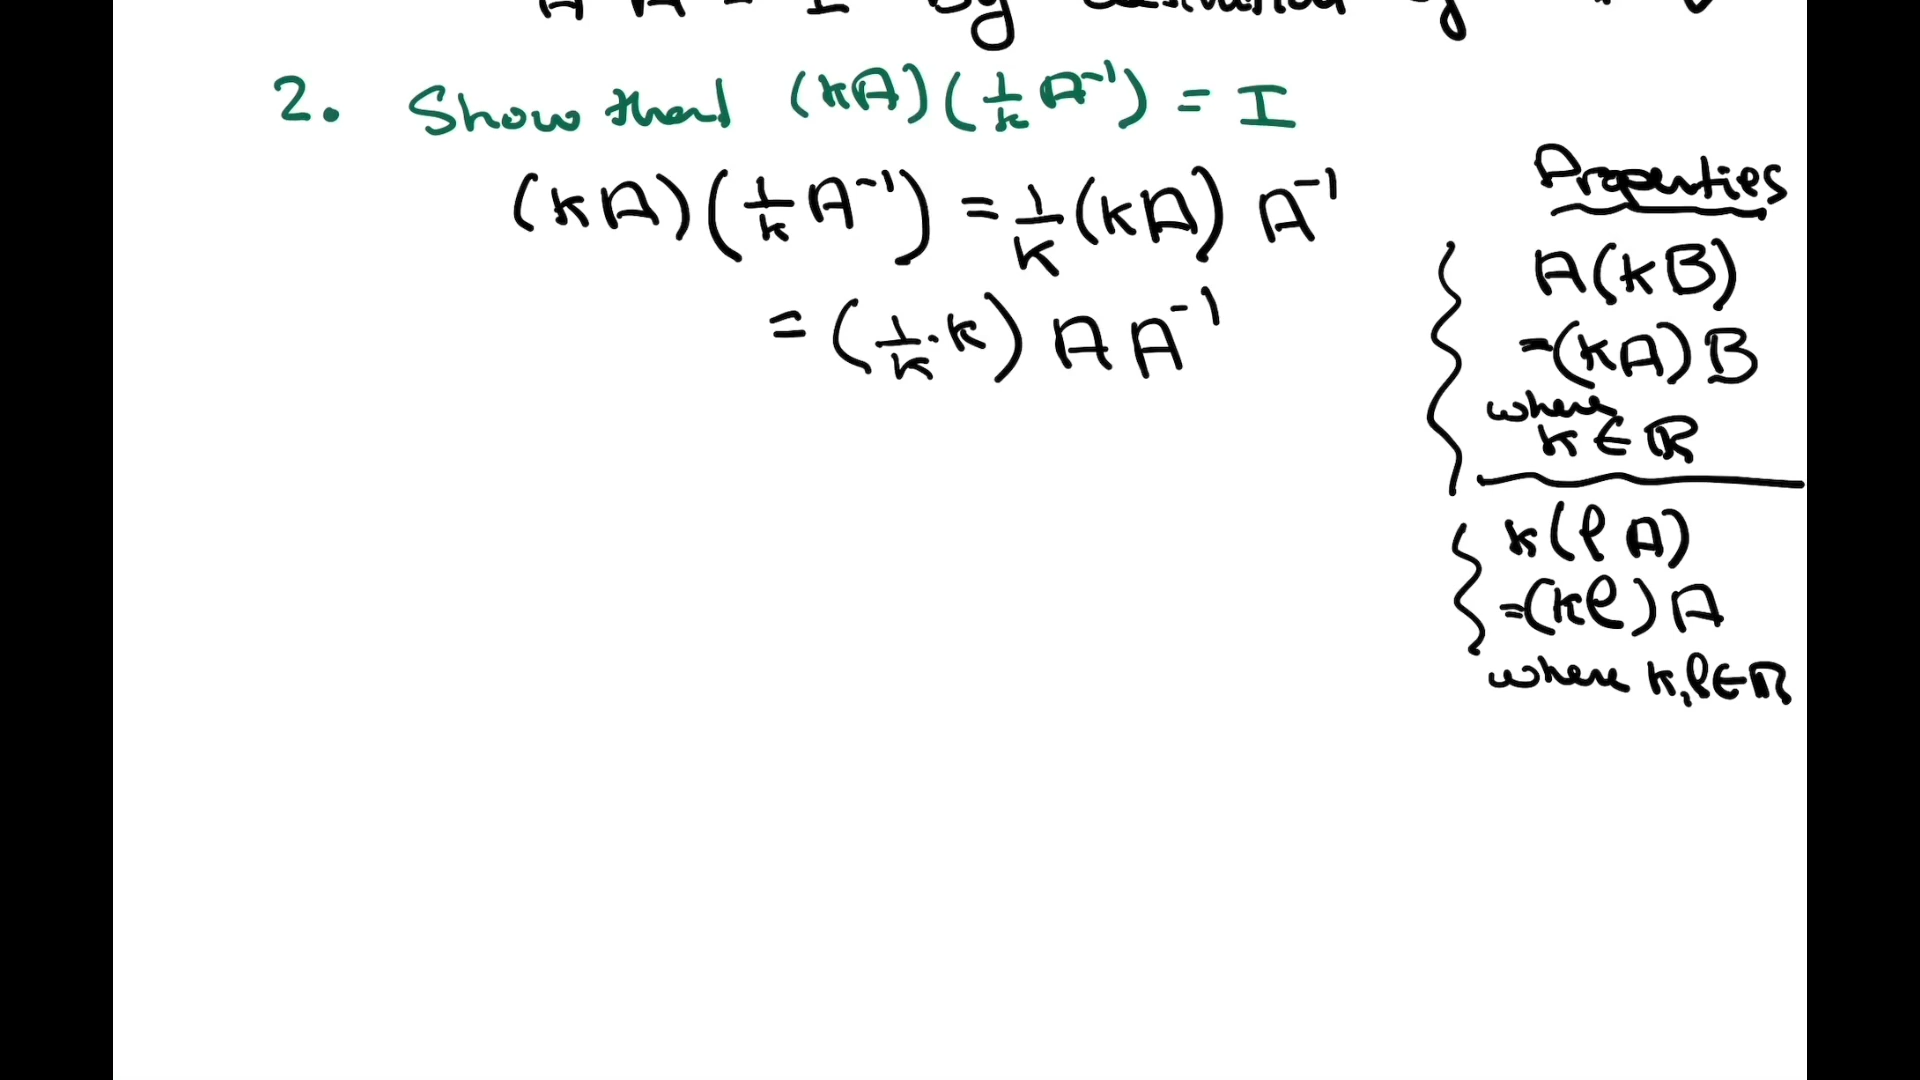 A A = I By
2. Show that (kA)(1/k A⁻¹) = I
(kA)(1/k A⁻¹) = 1/k (kA) A⁻¹
= (1/k · k) A A⁻¹
Properties
A(kB)
=(kA)B
where
k ∈ ℝ
k(ℓA)
=(kℓ)A
where k,ℓ∈ℝ